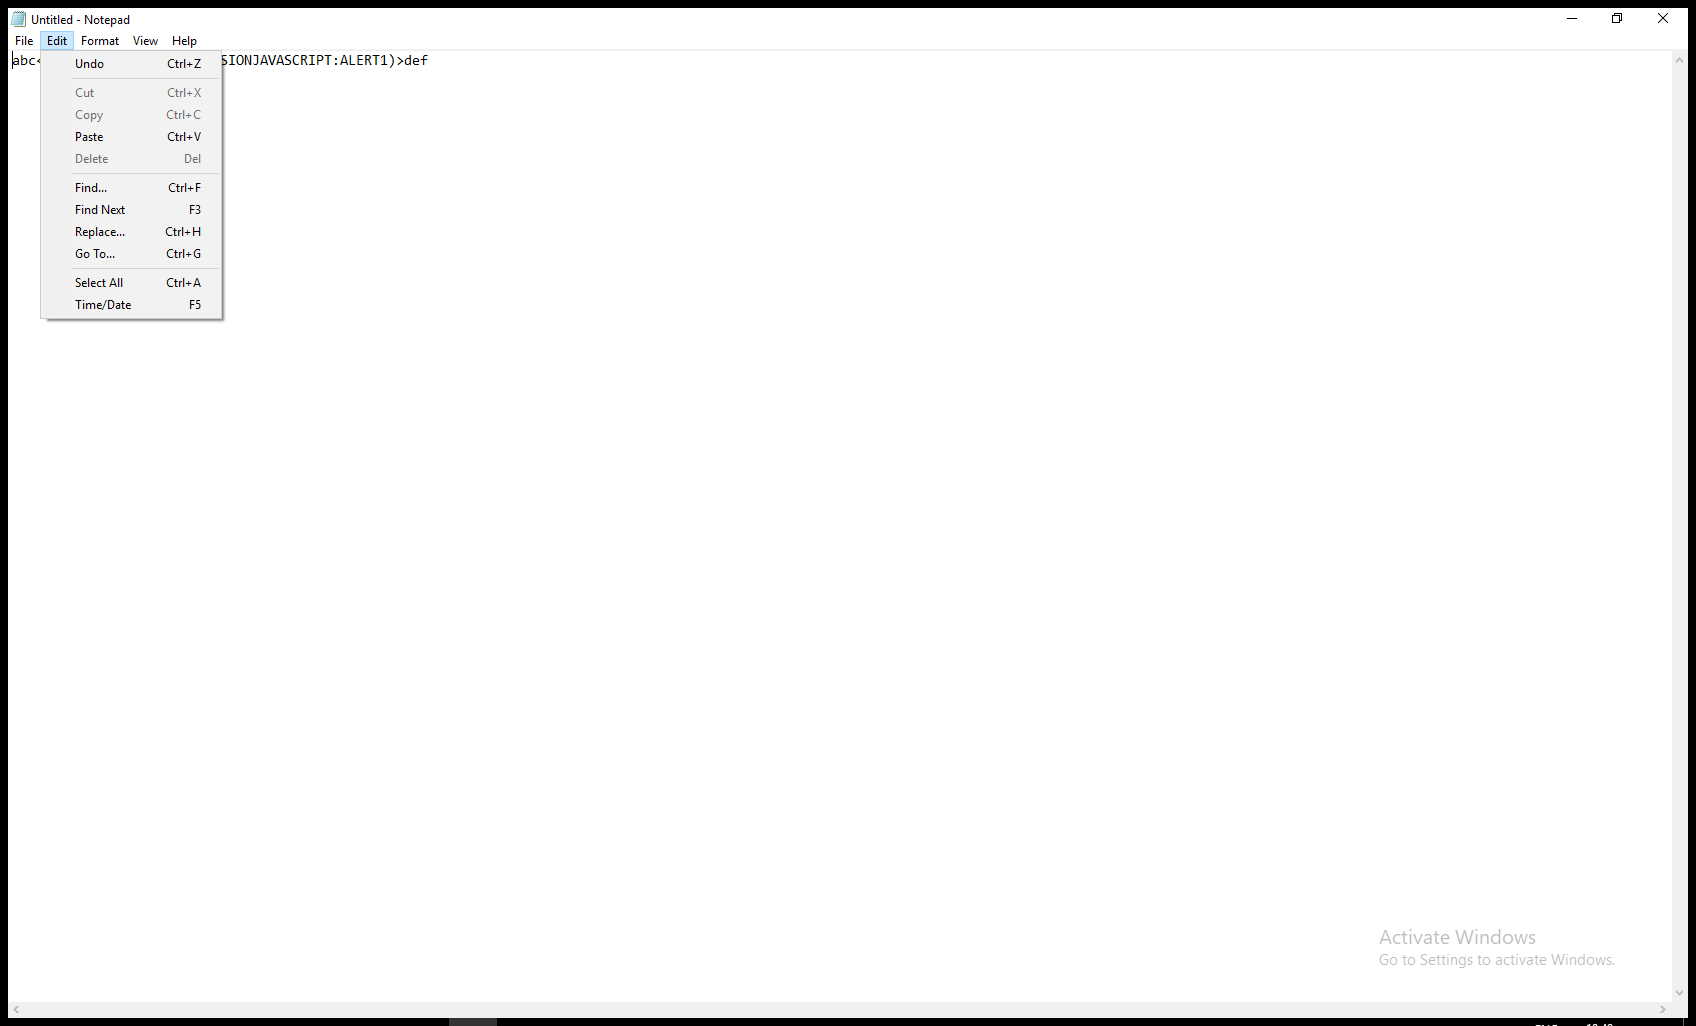 Untitled - Notepad
File Edit Format View Help
abc< SIONJAVASCRIPT:ALERT1)>def
Undo Ctrl+Z
Cut Ctrl+X
Copy Ctrl+C
Paste Ctrl+V
Delete Del
Find... Ctrl+F
Find Next F3
Replace... Ctrl+H
Go To... Ctrl+G
Select All Ctrl+A
Time/Date F5
Activate Windows
Go to Settings to activate Windows.